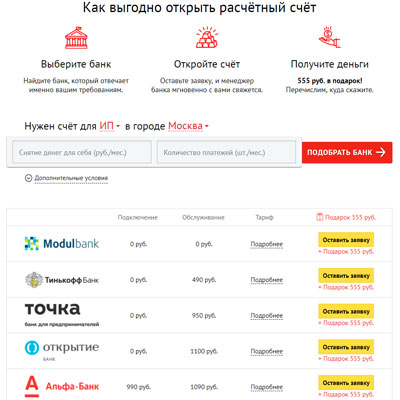 Как выгодно открыть расчётный счёт
Выберите банк
Найдите банк, который отвечает
именно вашим требованиям.
Откройте счёт
Оставьте заявку, и менеджер
банка мгновенно с вами свяжется.
Получите деньги
555 руб. в подарок!
Перечислим, куда скажите.
Нужен счёт для ИП в городе Москва
Снятие денег для себя (руб./мес.)
Количество платежей (шт./мес.)
ПОДОБРАТЬ БАНК
Дополнительные условия
Подключение Обслуживание Тариф Подарок 555 руб.
Modulbank 0 руб. 0 руб. Подробнее Оставить заявку
+ Подарок 555 руб.
Тинькофф Банк 0 руб. 490 руб. Подробнее Оставить заявку
+ Подарок 555 руб.
точка
банк для предпринимателей
0 руб. 950 руб. Подробнее Оставить заявку
+ Подарок 555 руб.
открытие
БАНК
0 руб. 1100 руб. Подробнее Оставить заявку
+ Подарок 555 руб.
А Альфа·Банк 990 руб. 1090 руб. Подробнее Оставить заявку
+ Подарок 555 руб.